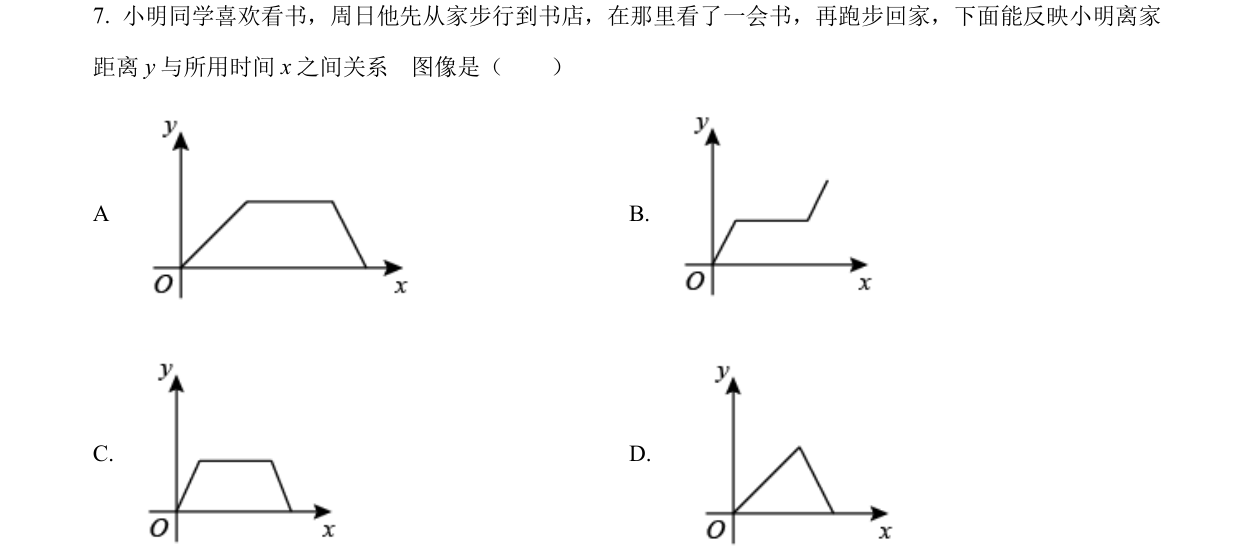 7. 小明同学喜欢看书，周日他先从家步行到书店，在那里看了一会书，再跑步回家，下面能反映小明离家
距离 y 与所用时间 x 之间关系　图像是（　　）
y
O
x
A
y
O
x
B.
y
O
x
C.
y
O
x
D.